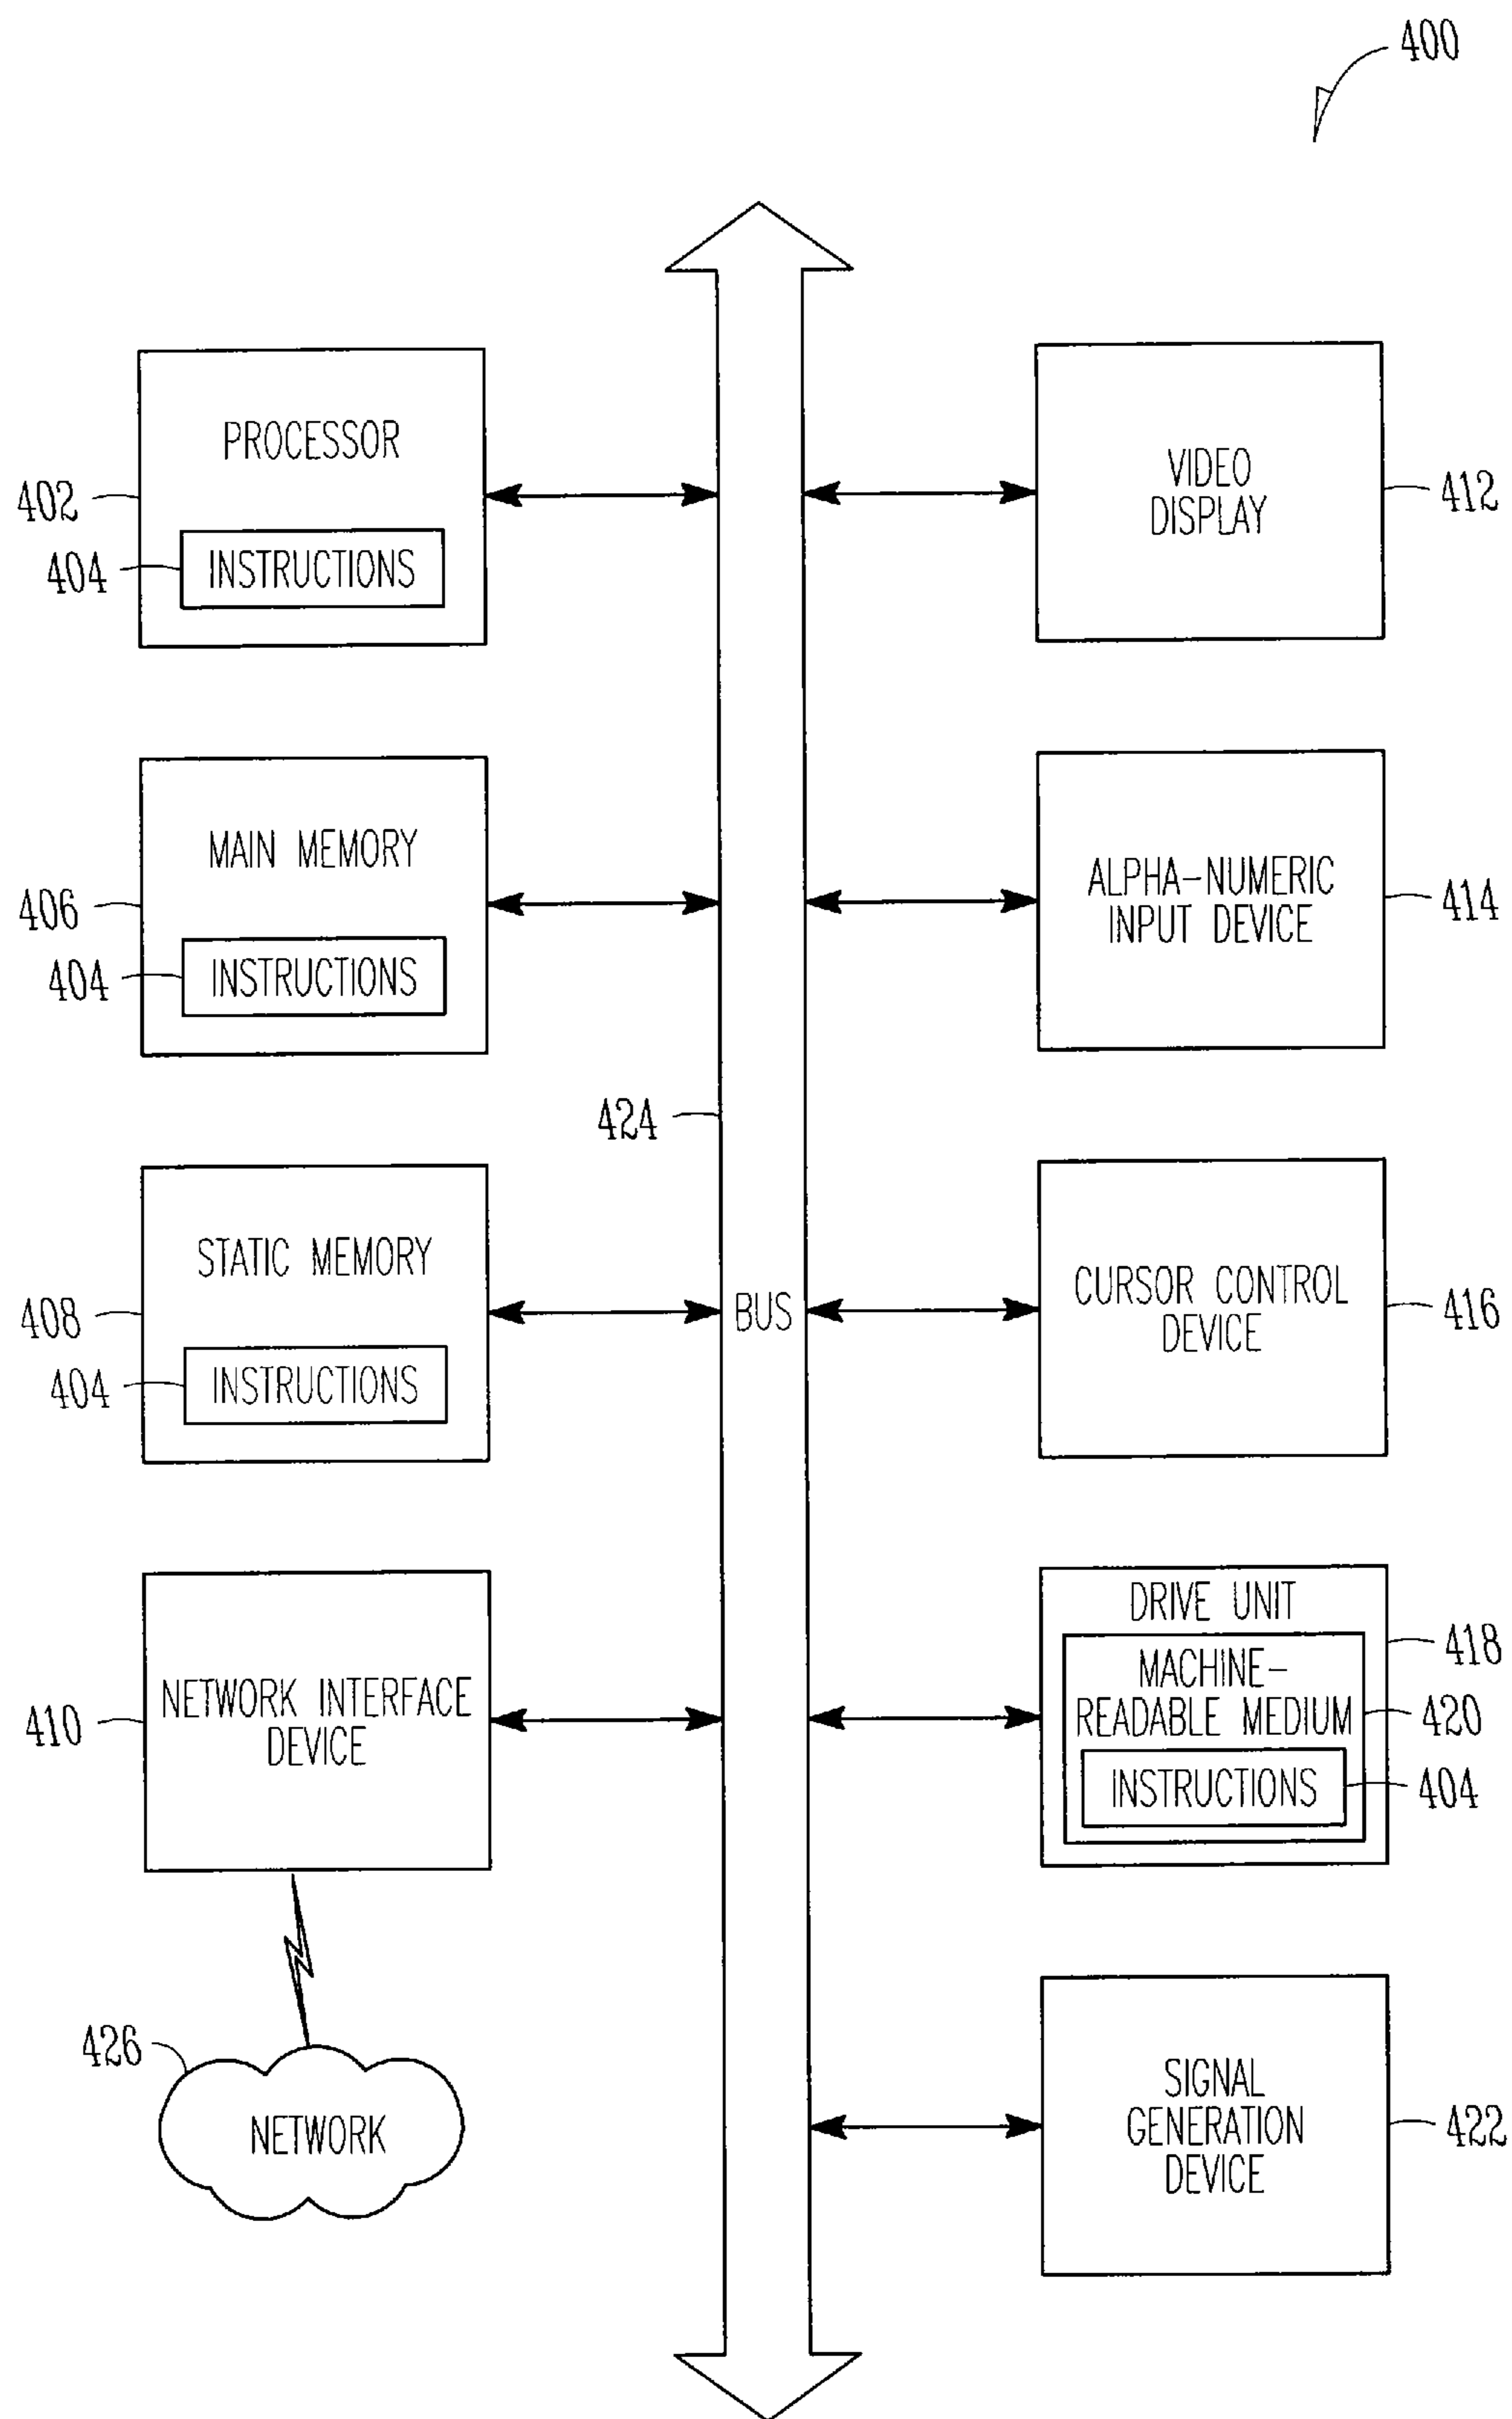 400
PROCESSOR
402
404
INSTRUCTIONS
VIDEO
DISPLAY
412
MAIN MEMORY
406
404
INSTRUCTIONS
ALPHA-NUMERIC
INPUT DEVICE
414
424
BUS
STATIC MEMORY
408
404
INSTRUCTIONS
CURSOR CONTROL
DEVICE
416
NETWORK INTERFACE
DEVICE
410
DRIVE UNIT
418
MACHINE-
READABLE MEDIUM
420
INSTRUCTIONS
404
426
NETWORK
SIGNAL
GENERATION
DEVICE
422